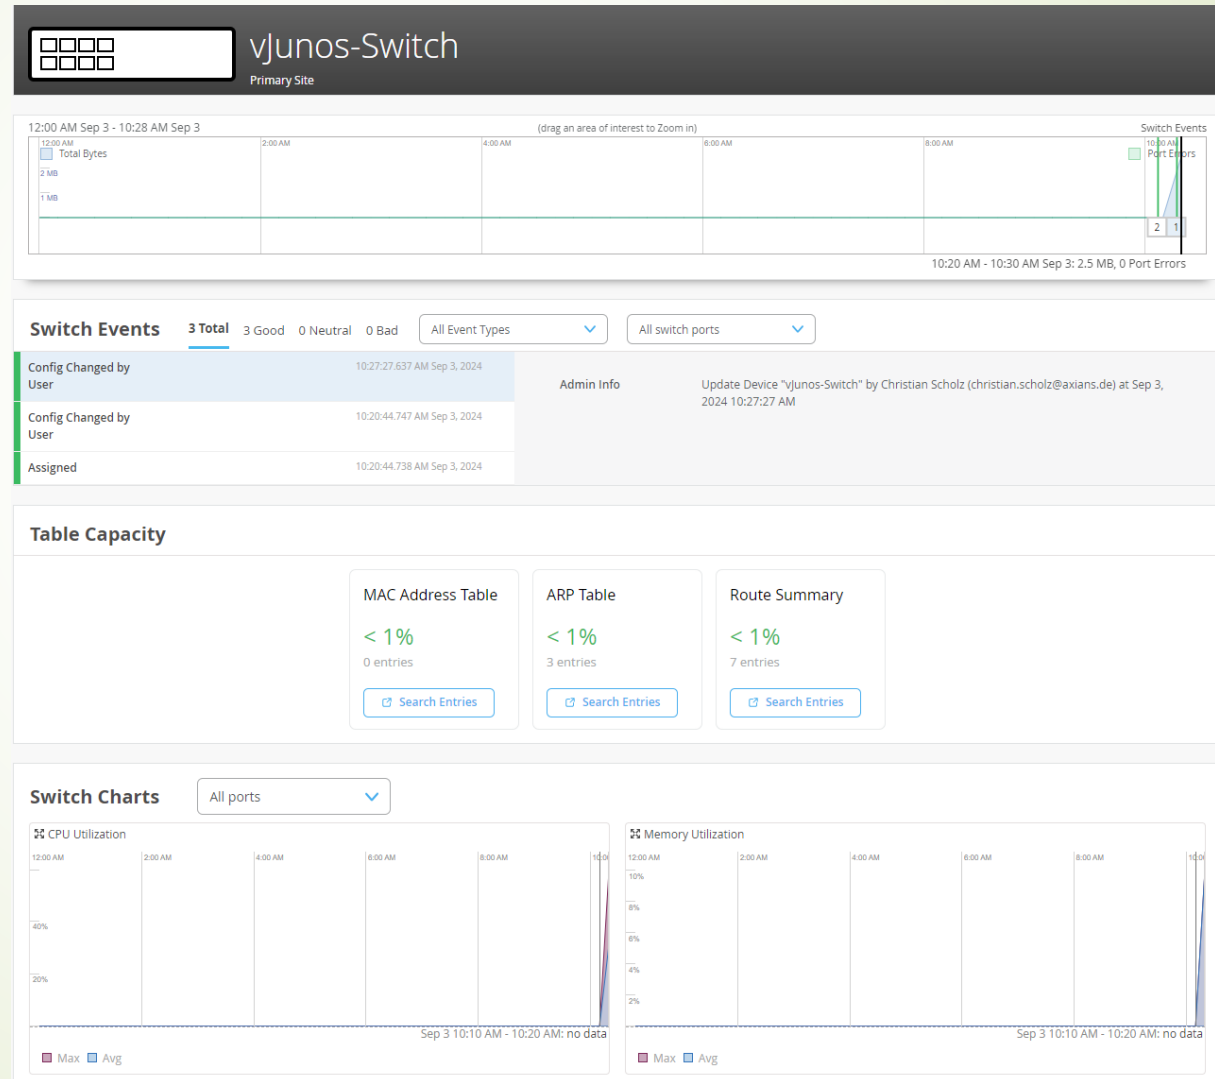 vJunos-Switch
Primary Site
12:00 AM Sep 3 - 10:28 AM Sep 3
(drag an area of interest to Zoom in)
Switch Events
12:00 AM
2:00 AM
4:00 AM
6:00 AM
8:00 AM
10:00 AM
Total Bytes
Port Errors
2 MB
1 MB
2
1
10:20 AM - 10:30 AM Sep 3: 2.5 MB, 0 Port Errors
Switch Events
3 Total
3 Good
0 Neutral
0 Bad
All Event Types
All switch ports
Config Changed by
User
10:27:27.637 AM Sep 3, 2024
Config Changed by
User
10:20:44.747 AM Sep 3, 2024
Assigned
10:20:44.738 AM Sep 3, 2024
Admin Info
Update Device "vJunos-Switch" by Christian Scholz (christian.scholz@axians.de) at Sep 3,
2024 10:27:27 AM
Table Capacity
MAC Address Table
< 1%
0 entries
Search Entries
ARP Table
< 1%
3 entries
Search Entries
Route Summary
< 1%
7 entries
Search Entries
Switch Charts
All ports
CPU Utilization
12:00 AM
2:00 AM
4:00 AM
6:00 AM
8:00 AM
10:0
40%
20%
Sep 3 10:10 AM - 10:20 AM: no data
Max
Avg
Memory Utilization
12:00 AM
2:00 AM
4:00 AM
6:00 AM
8:00 AM
10:0
10%
8%
6%
4%
2%
Sep 3 10:10 AM - 10:20 AM: no data
Max
Avg